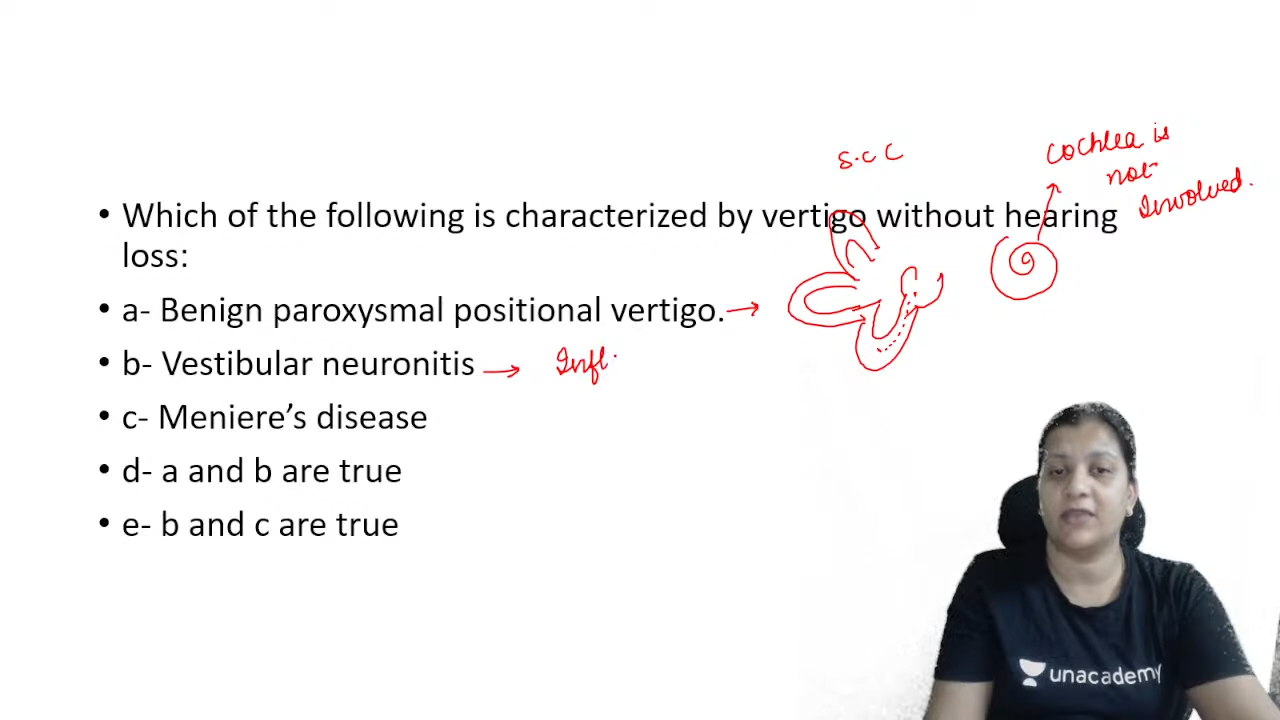 S.C C
Cochlea is
not
Involved.
• Which of the following is characterized by vertigo without hearing
loss:
• a- Benign paroxysmal positional vertigo. →
• b- Vestibular neuronitis → Infl.
• c- Meniere’s disease
• d- a and b are true
• e- b and c are true
unacademy